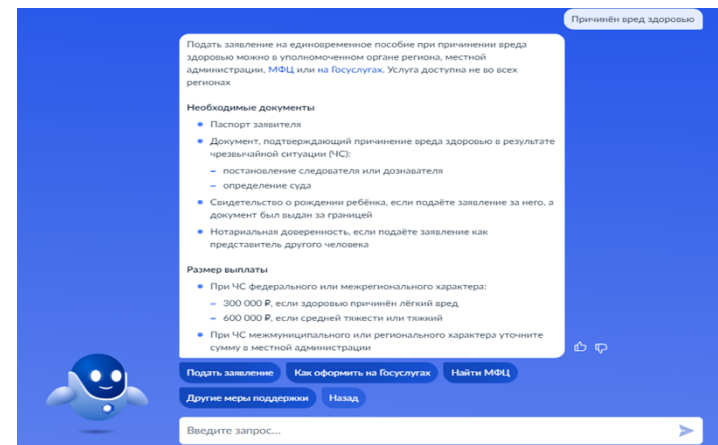 Причинён вред здоровью
Подать заявление на единовременное пособие при причинении вреда
здоровью можно в уполномоченном органе региона, местной
администрации, МФЦ или на Госуслугах. Услуга доступна не во всех
регионах
Необходимые документы
• Паспорт заявителя
• Документ, подтверждающий причинение вреда здоровью в результате
чрезвычайной ситуации (ЧС):
– постановление следователя или дознавателя
– определение суда
• Свидетельство о рождении ребёнка, если подаёте заявление за него, а
документ был выдан за границей
• Нотариальная доверенность, если подаёте заявление как
представитель другого человека
Размер выплаты
• При ЧС федерального или межрегионального характера:
– 300 000 ₽, если здоровью причинён лёгкий вред
– 600 000 ₽, если средней тяжести или тяжкий
• При ЧС межмуниципального или регионального характера уточните
сумму в местной администрации
Подать заявление Как оформить на Госуслугах Найти МФЦ
Другие меры поддержки Назад
Введите запрос...